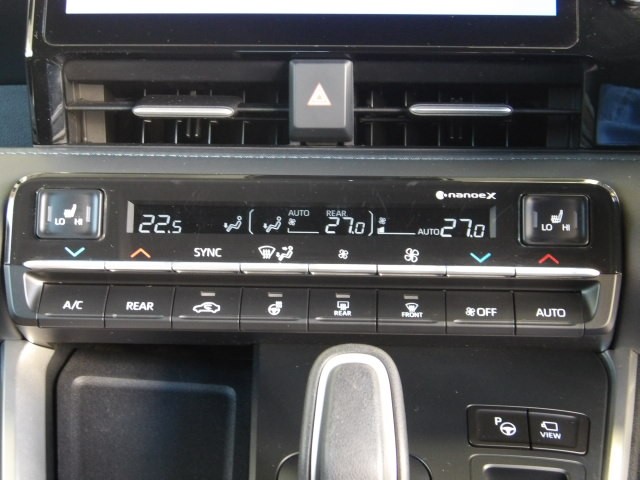 nanoeX
LO HI
22.5
AUTO
REAR
27.0
AUTO 27.0
LO HI
SYNC
A/C
REAR
REAR
FRONT
OFF
AUTO
P
VIEW